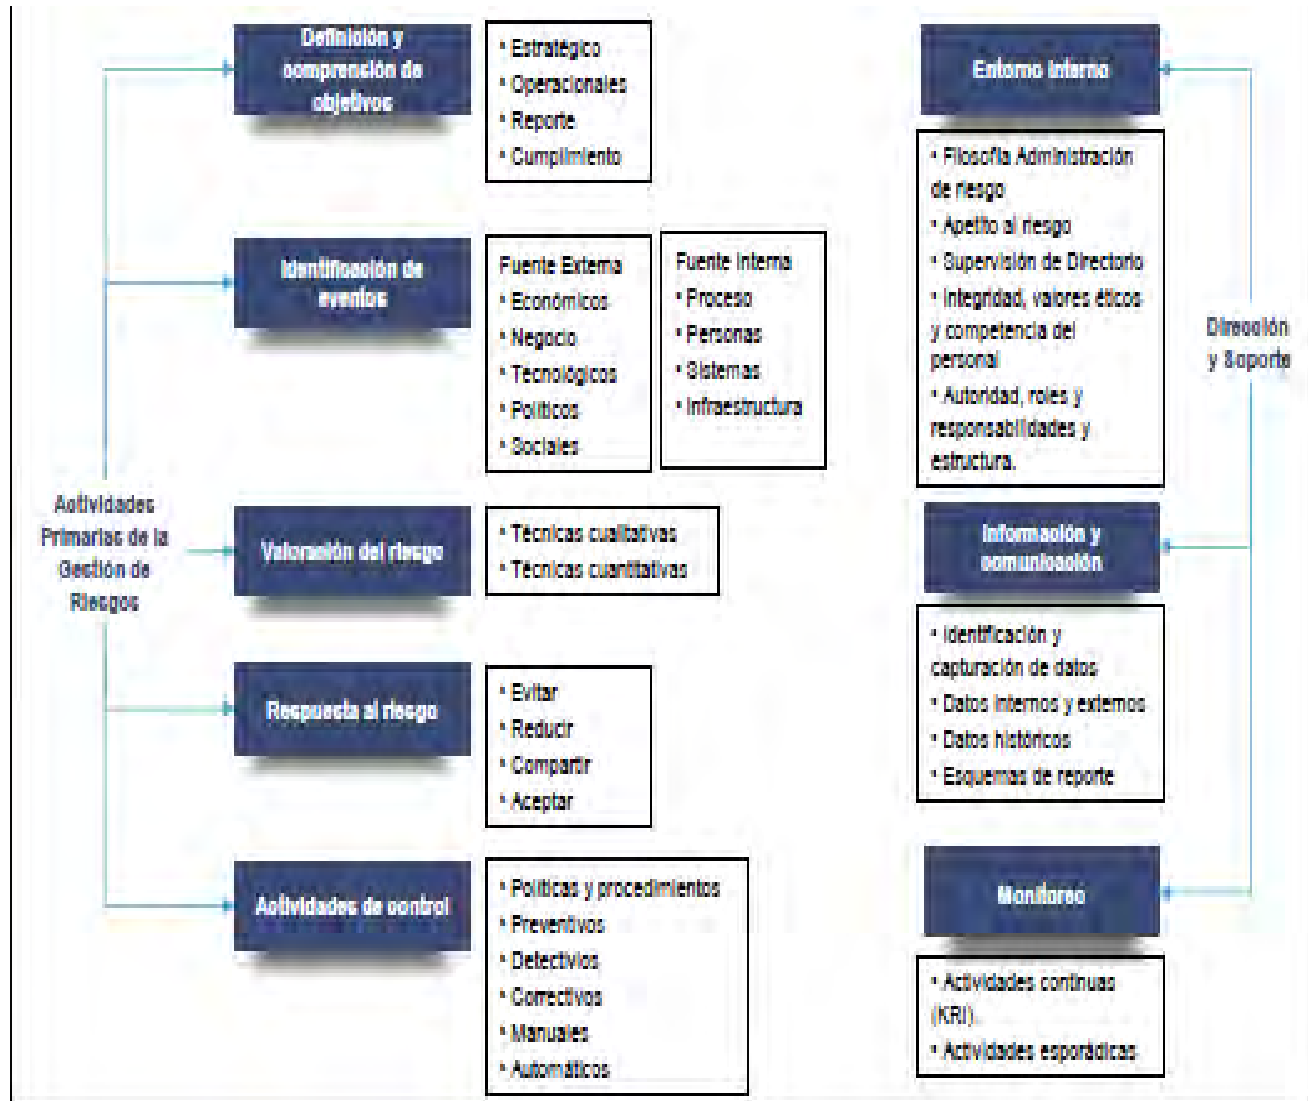 Definición y
comprensión de
objetivos
• Estratégico
• Operacionales
• Reporte
• Cumplimiento
Identificación de
eventos
Fuente Externa
• Económicos
• Negocio
• Tecnológicos
• Políticos
• Sociales
Fuente Interna
• Proceso
• Personas
• Sistemas
• Infraestructura
Actividades
Primarias de la
Gestión de
Riesgos
Valoración del riesgo
• Técnicas cualitativas
• Técnicas cuantitativas
Respuesta al riesgo
• Evitar
• Reducir
• Compartir
• Aceptar
Actividades de control
• Políticas y procedimientos
• Preventivos
• Detectivios
• Correctivos
• Manuales
• Automáticos
Entorno Interno
• Filosofía Administración
de riesgo
• Apetito al riesgo
• Supervisión de Directorio
• Integridad, valores éticos
y competencia del
personal
• Autoridad, roles y
responsabilidades y
estructura.
Dirección
y Soporte
Información y
comunicación
• Identificación y
capturación de datos
• Datos internos y externos
• Datos históricos
• Esquemas de reporte
Monitoreo
• Actividades continuas
(KRI).
• Actividades esporádicas